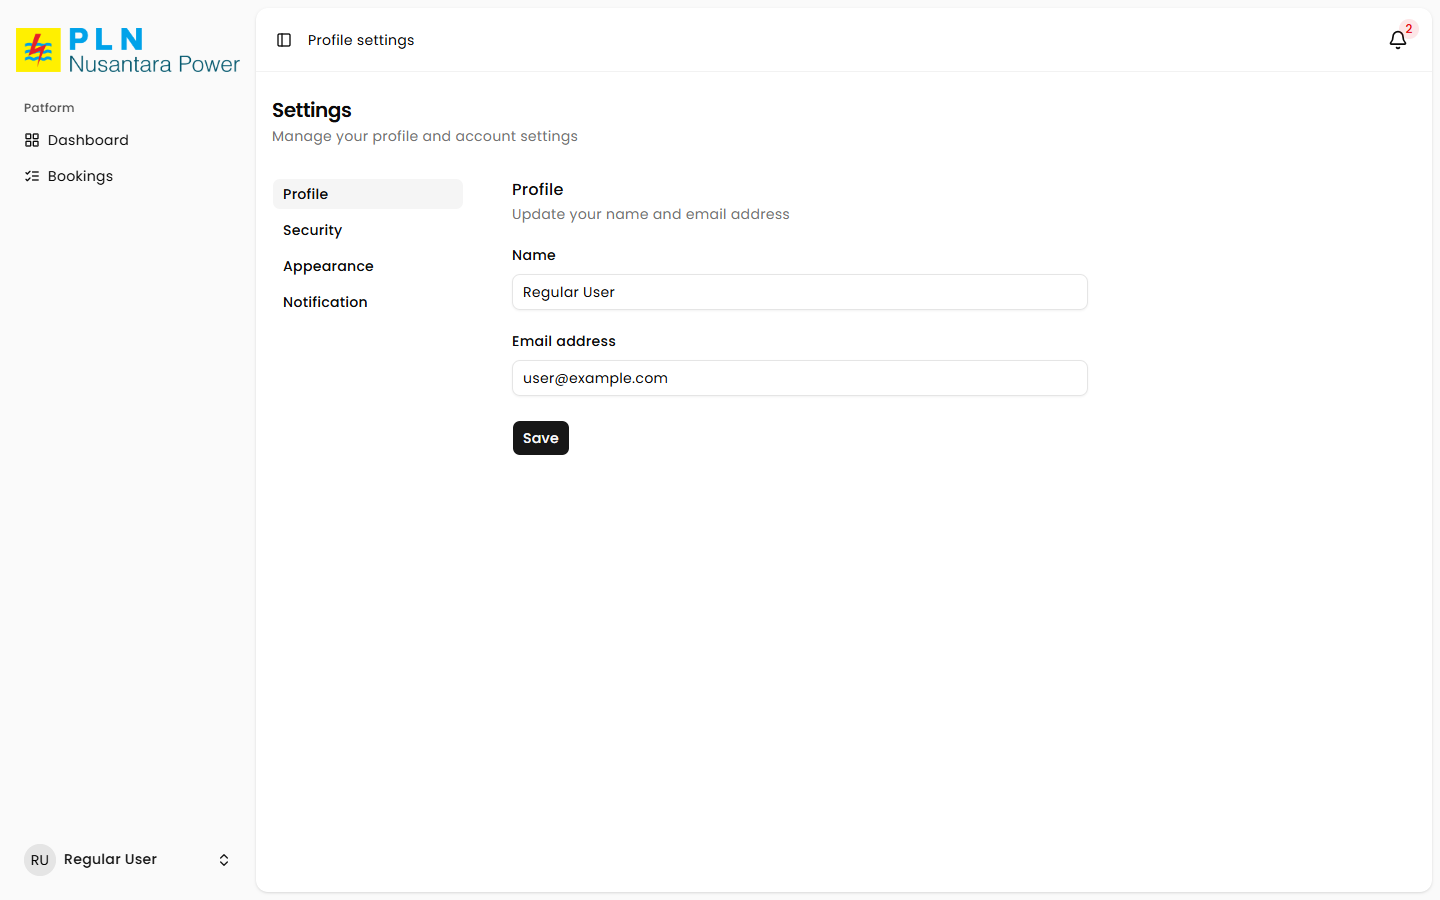 PLN
Nusantara Power
Patform
Dashboard
Bookings
RU
Regular User
Profile settings
2
Settings
Manage your profile and account settings
Profile
Security
Appearance
Notification
Profile
Update your name and email address
Name
Regular User
Email address
user@example.com
Save